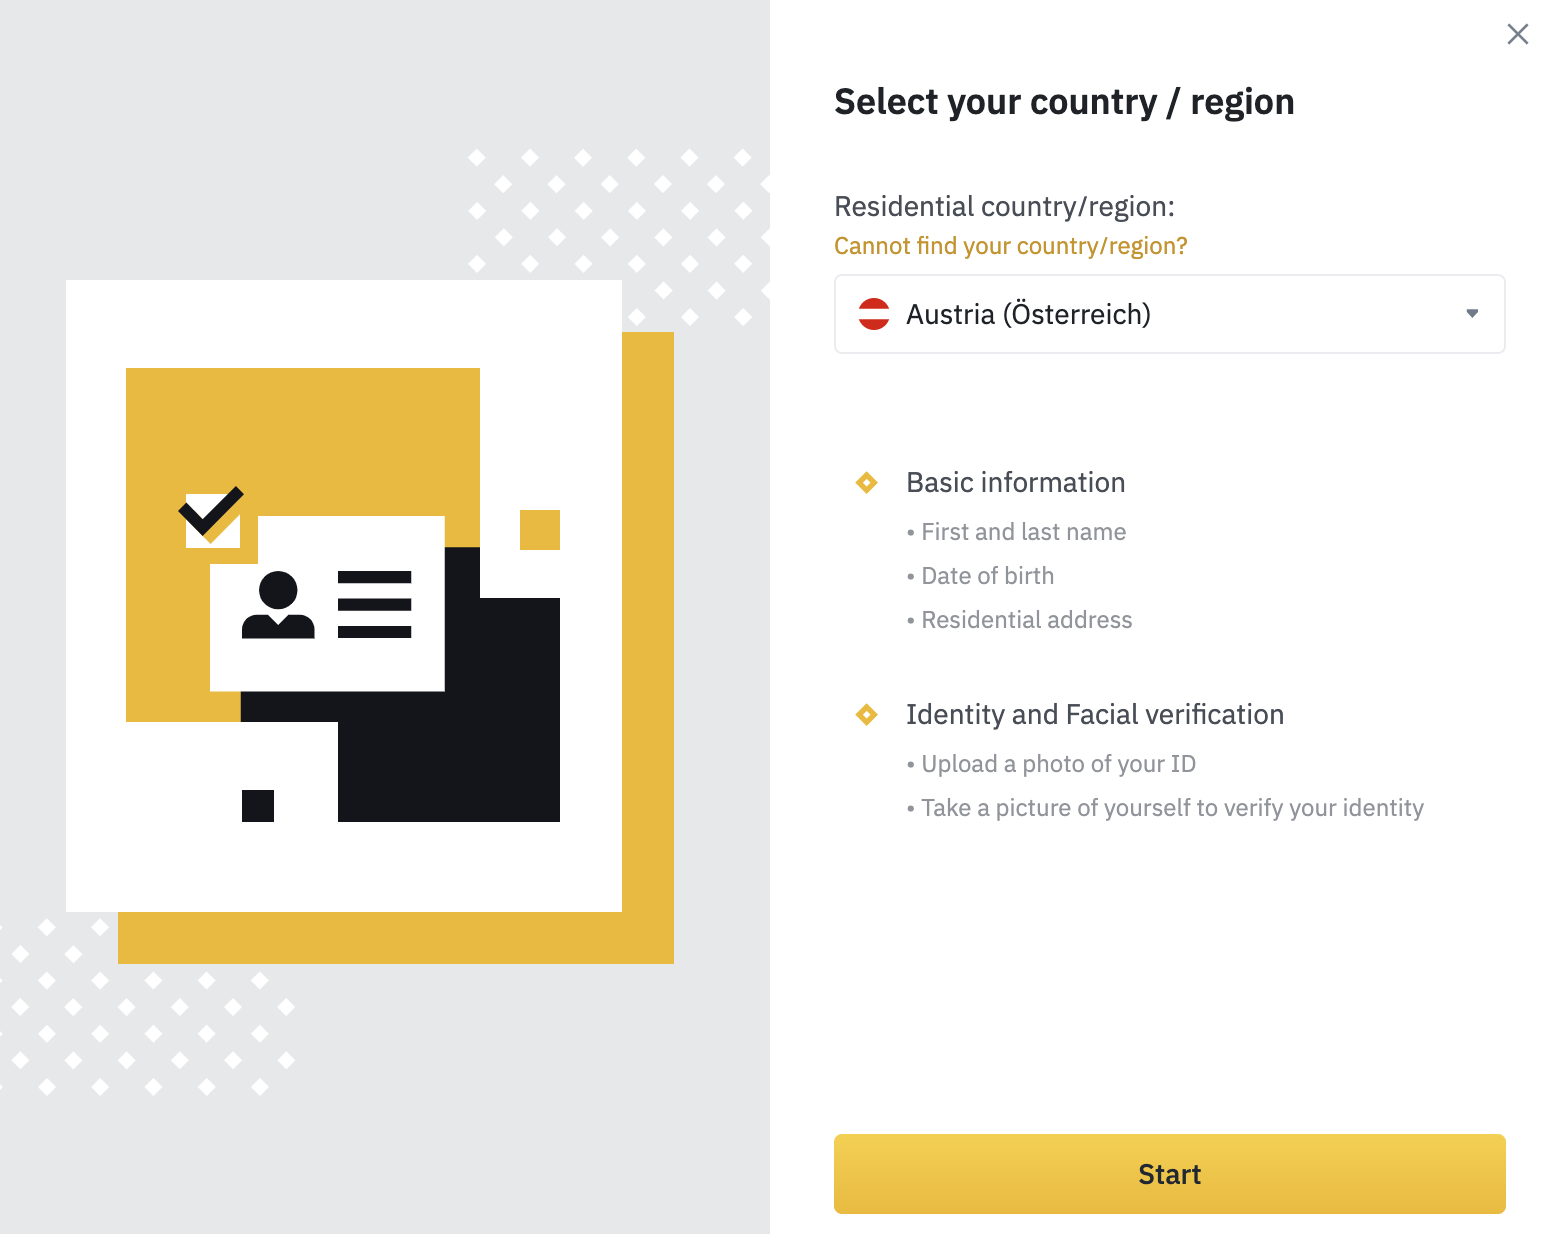 Select your country / region
Residential country/region:
Cannot find your country/region?
Austria (Österreich)
Basic information
• First and last name
• Date of birth
• Residential address
Identity and Facial verification
• Upload a photo of your ID
• Take a picture of yourself to verify your identity
Start